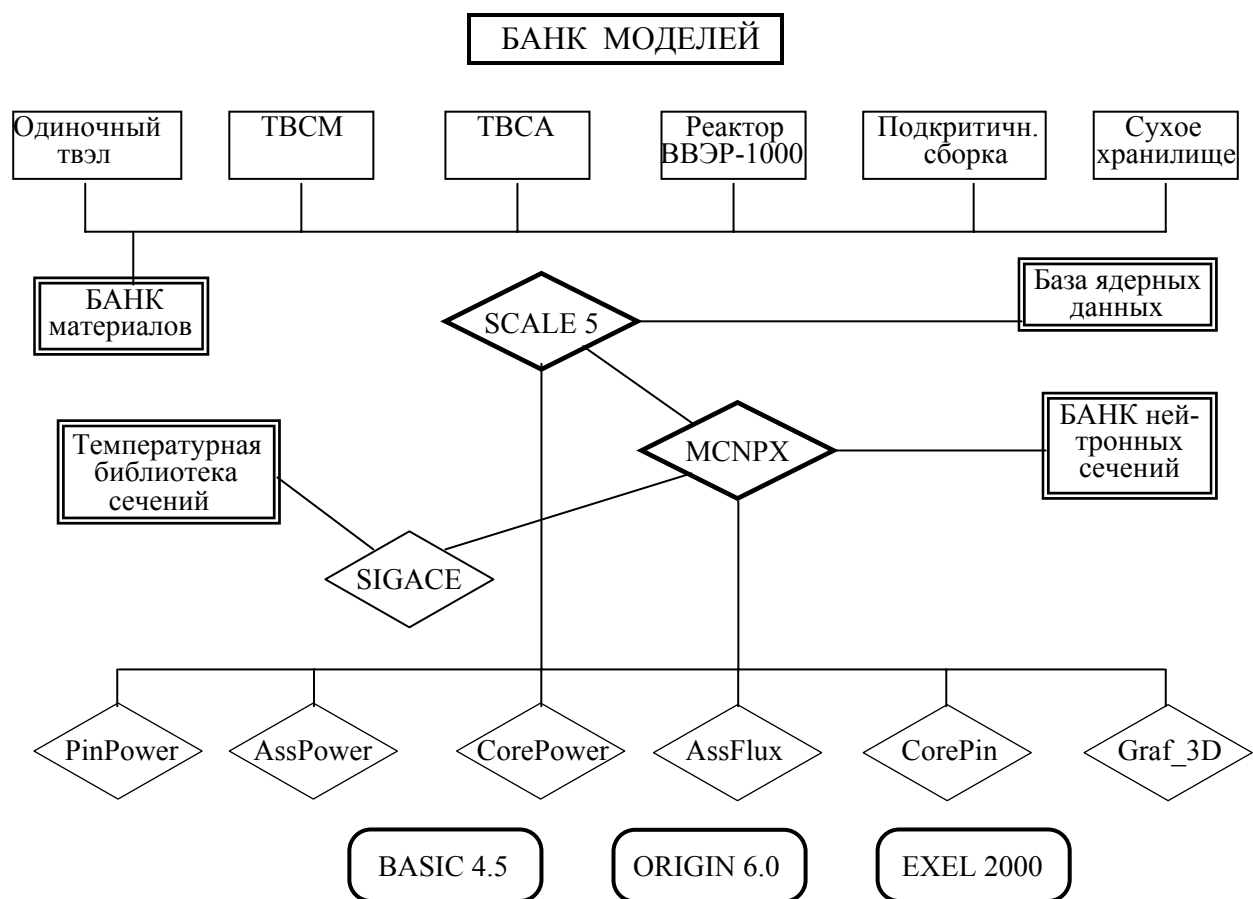 БАНК МОДЕЛЕЙ
Одиночный
твэл
ТВСМ
ТВСА
Реактор
ВВЭР-1000
Подкритичн.
сборка
Сухое
хранилище
БАНК
материалов
SCALE 5
База ядерных
данных
Температурная
библиотека
сечений
MCNPX
БАНК ней-
тронных
сечений
SIGACE
PinPower
AssPower
CorePower
AssFlux
CorePin
Graf_3D
BASIC 4.5
ORIGIN 6.0
EXEL 2000